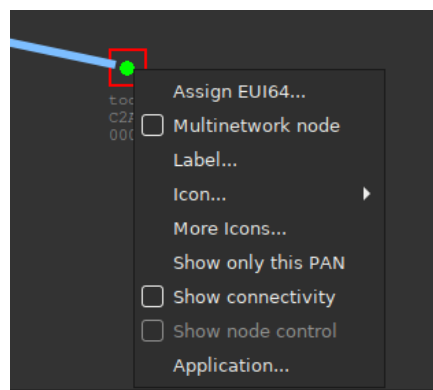 Assign EUI64...
Multinetwork node
Label...
Icon...
More Icons...
Show only this PAN
Show connectivity
Show node control
Application...